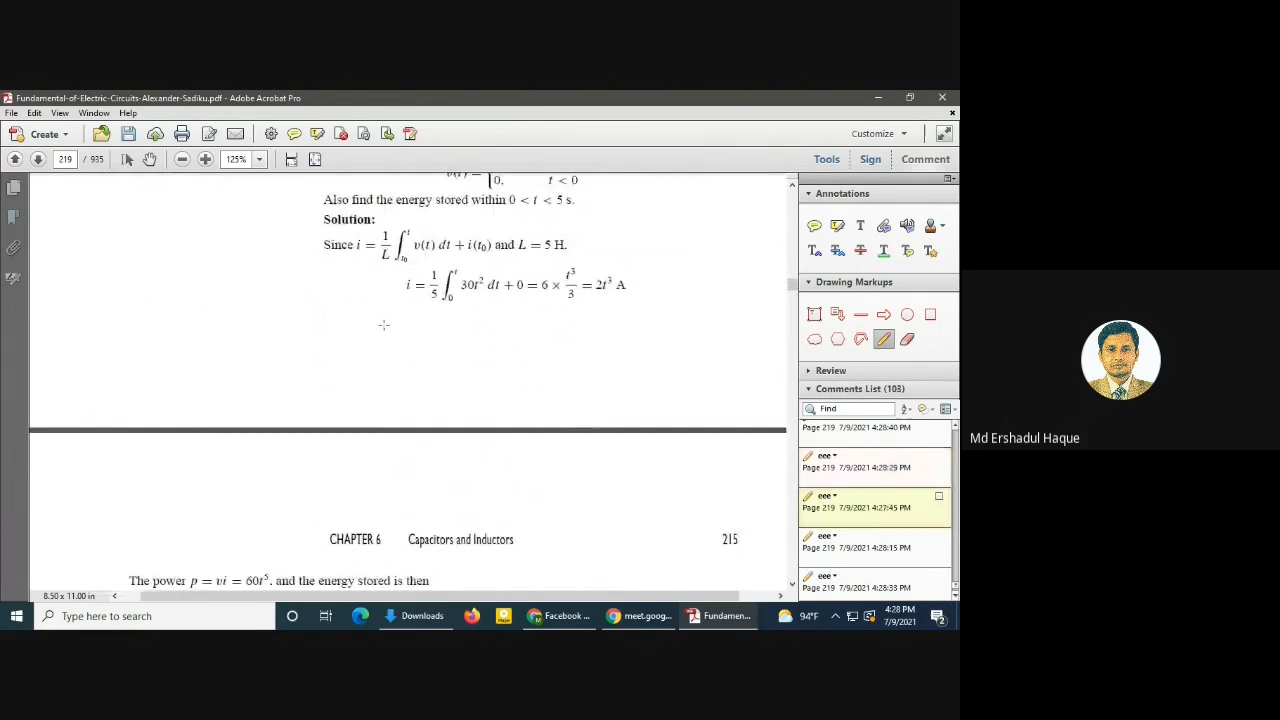 Fundamental-of-Electric-Circuits-Alexander-Sadiku.pdf - Adobe Acrobat Pro
File Edit View Window Help
Create Customize
219 / 935 125% Tools Sign Comment
v(t) = { 0, t < 0
Also find the energy stored within 0 < t < 5 s.
Solution:
Since i = 1/L ∫_{t₀}^{t} v(t) dt + i(t₀) and L = 5 H.
i = 1/5 ∫_{0}^{t} 30t² dt + 0 = 6 × t³/3 = 2t³ A
CHAPTER 6 Capacitors and Inductors 215
The power p = vi = 60t⁵. and the energy stored is then
8.50 x 11.00 in
Annotations
T
T
Drawing Markups
Review
Comments List (103)
Find
Page 219 7/9/2021 4:28:40 PM
eee
Page 219 7/9/2021 4:28:29 PM
eee
Page 219 7/9/2021 4:27:45 PM
eee
Page 219 7/9/2021 4:28:15 PM
eee
Page 219 7/9/2021 4:28:33 PM
Md Ershadul Haque
Type here to search Downloads Facebook ... meet.goog... Fundamen... 94°F 4:28 PM
7/9/2021 2